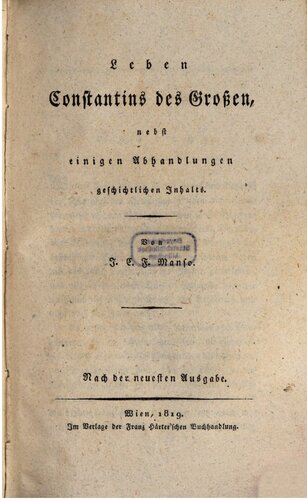 Leben
Constantins des Großen,
nebst
einigen Abhandlungen
geschichtlichen Inhalts.
Von
J. C. F. Manso.
Nach der neuesten Ausgabe.
Wien, 1819.
Im Verlage der Franz Härter'schen Buchhandlung.